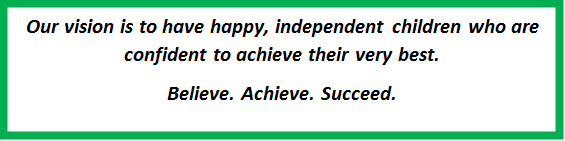 Our vision is to have happy, independent children who are
confident to achieve their very best.
Believe. Achieve. Succeed.